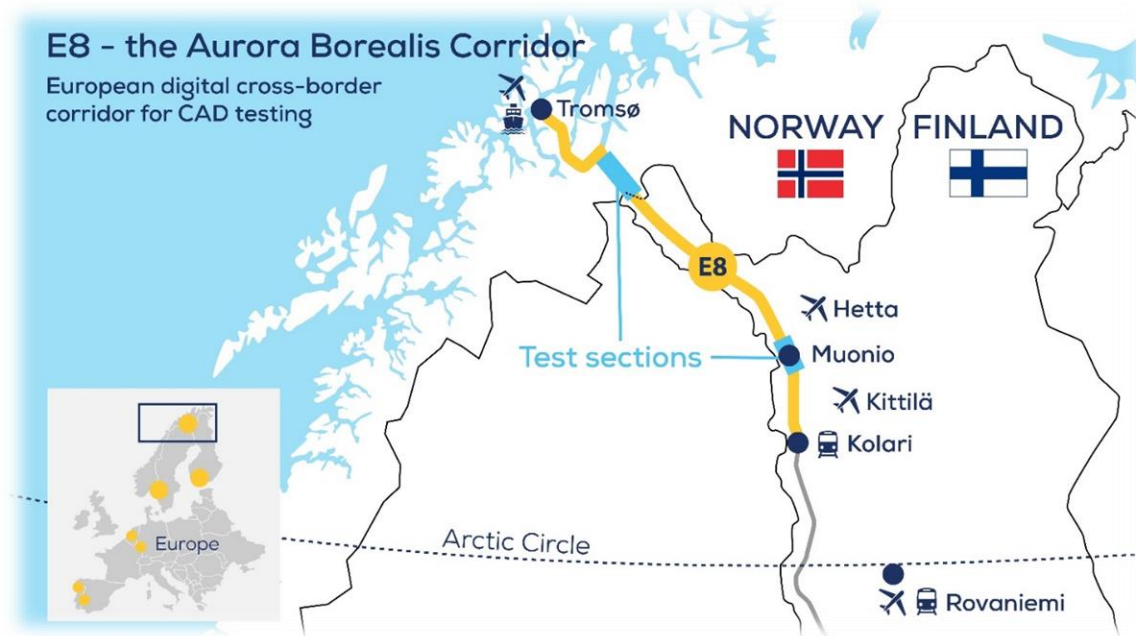 E8 - the Aurora Borealis Corridor
European digital cross-border
corridor for CAD testing
Tromsø
NORWAY
FINLAND
E8
Hetta
Test sections
Muonio
Kittilä
Kolari
Europe
Arctic Circle
Rovaniemi